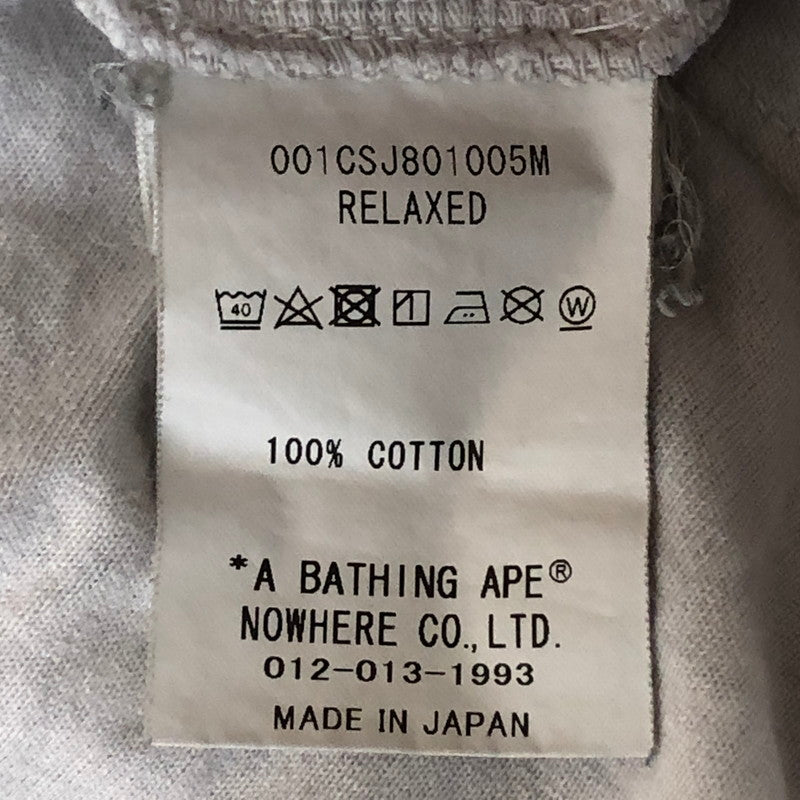 001CSJ801005M
RELAXED
40 W
100% COTTON
*A BATHING APE®
NOWHERE CO.,LTD.
012-013-1993
MADE IN JAPAN